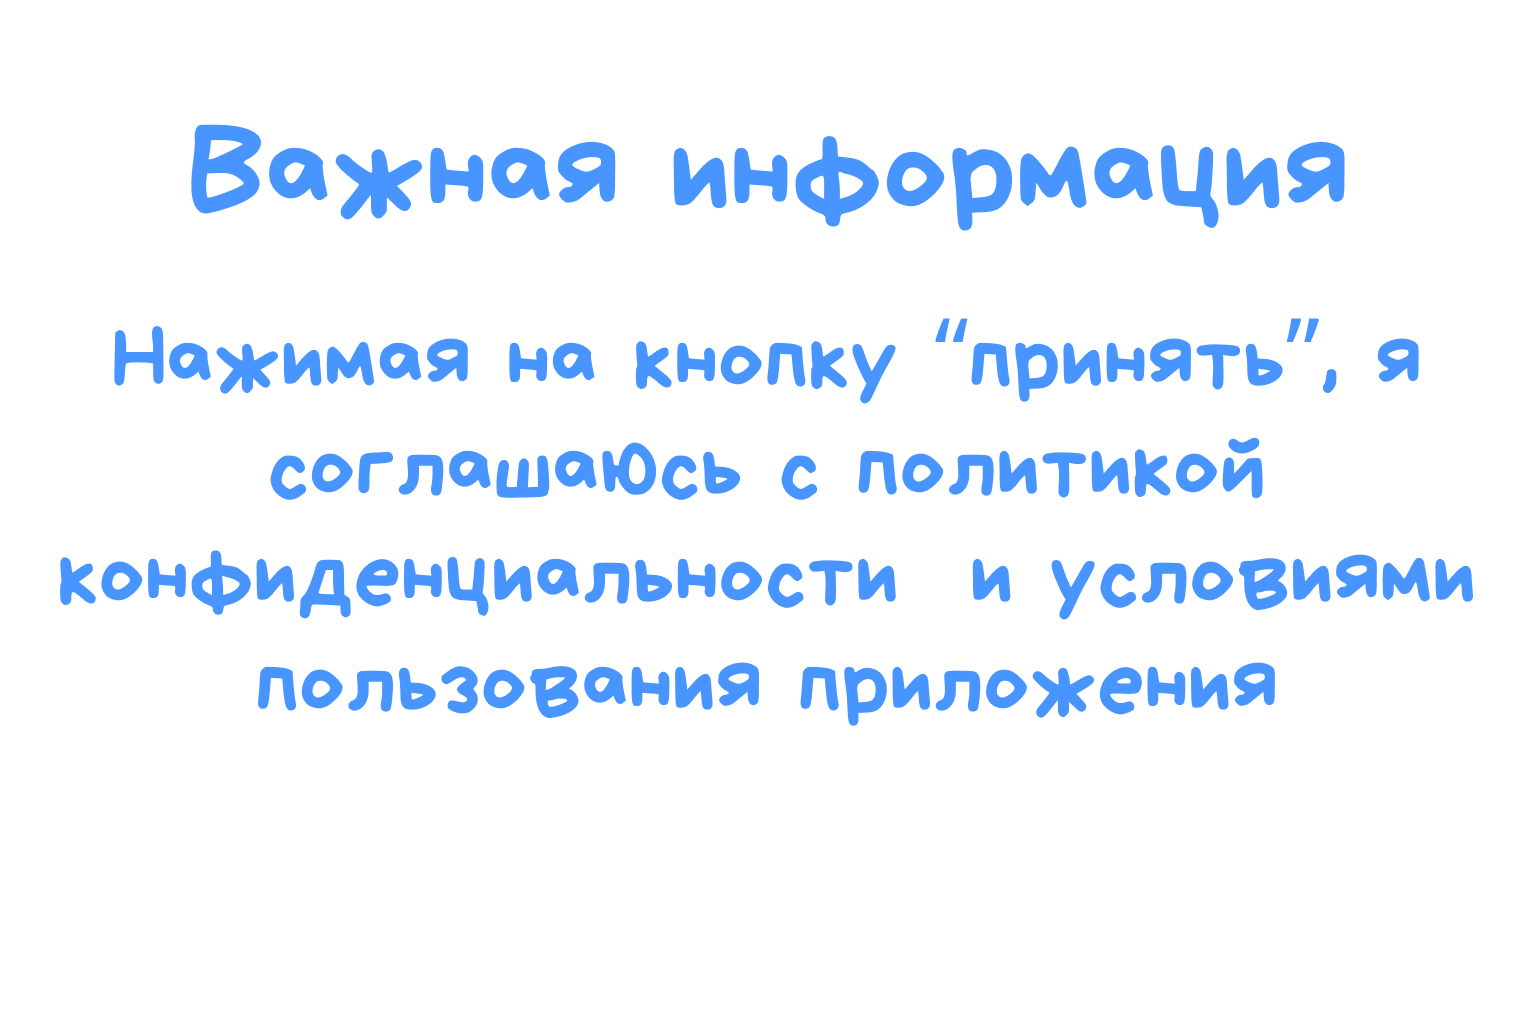 Важная информация
Нажимая на кнопку “принять”, я
соглашаюсь с политикой
конфиденциальности  и условиями
пользования приложения